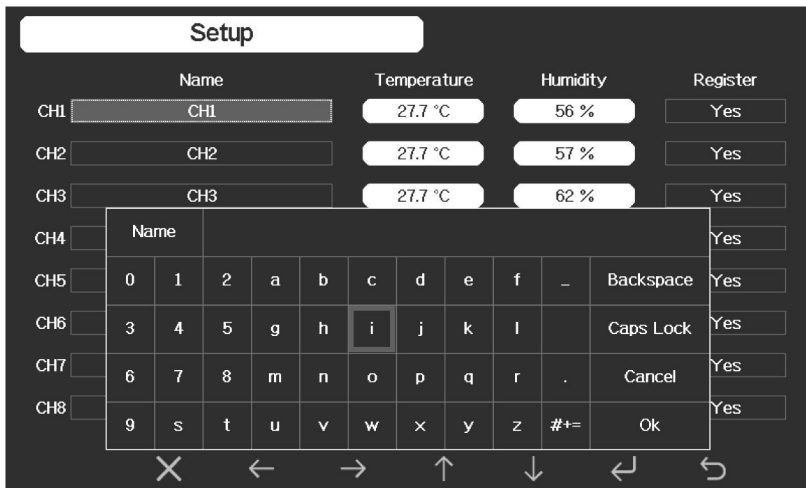 Setup
Name Temperature Humidity Register
CH1 CH1 27.7 °C 56 % Yes
CH2 CH2 27.7 °C 57 % Yes
CH3 CH3 27.7 °C 62 % Yes
CH4 Yes
CH5 Yes
CH6 Yes
CH7 Yes
CH8 Yes
Name
0 1 2 a b c d e f _ Backspace
3 4 5 g h i j k l Caps Lock
6 7 8 m n o p q r . Cancel
9 s t u v w x y z #+= Ok